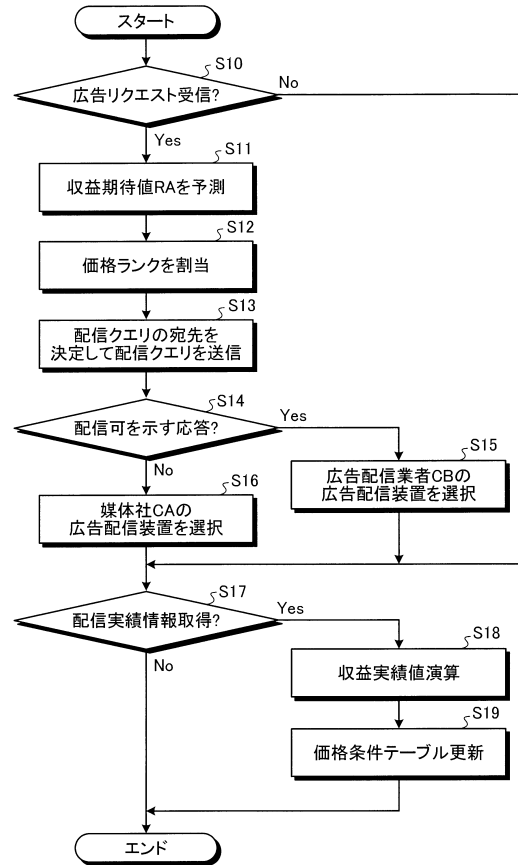 スタート
S10
広告リクエスト受信?
No
Yes
S11
収益期待値RAを予測
S12
価格ランクを割当
S13
配信クエリの宛先を
決定して配信クエリを送信
S14
配信可を示す応答?
Yes
No
S15
広告配信業者CBの
広告配信装置を選択
S16
媒体社CAの
広告配信装置を選択
S17
配信実績情報取得?
Yes
No
S18
収益実績値演算
S19
価格条件テーブル更新
エンド